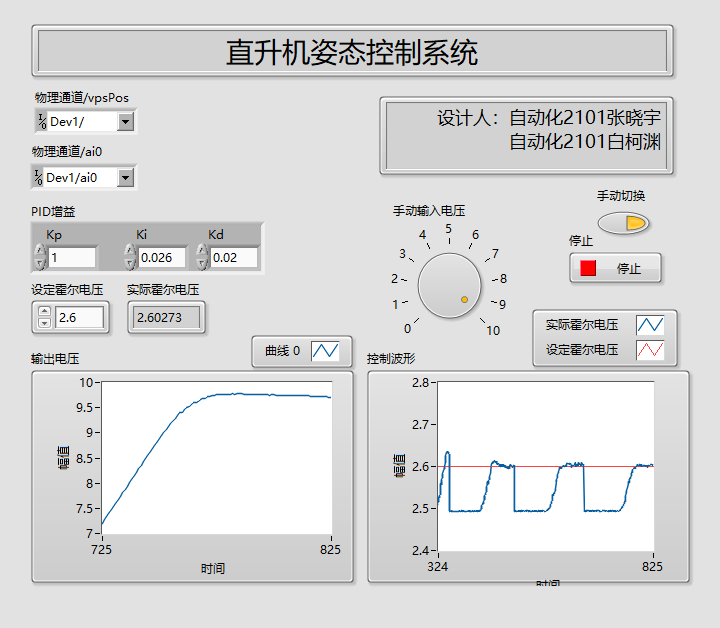 直升机姿态控制系统
物理通道/vpsPos
Dev1/
设计人：自动化2101张晓宇
自动化2101白柯渊
物理通道/ai0
Dev1/ai0
手动切换
PID增益
手动输入电压
Kp Ki Kd
1 0.026 0.02
停止
停止
0 1 2 3 4 5 6 7 8 9 10
设定霍尔电压 实际霍尔电压
2.6 2.60273
实际霍尔电压
设定霍尔电压
曲线 0
输出电压
10
9.5
9
8.5
8
7.5
7
幅值
725 825
时间
控制波形
2.8
2.7
2.6
2.5
2.4
幅值
324 825
时间